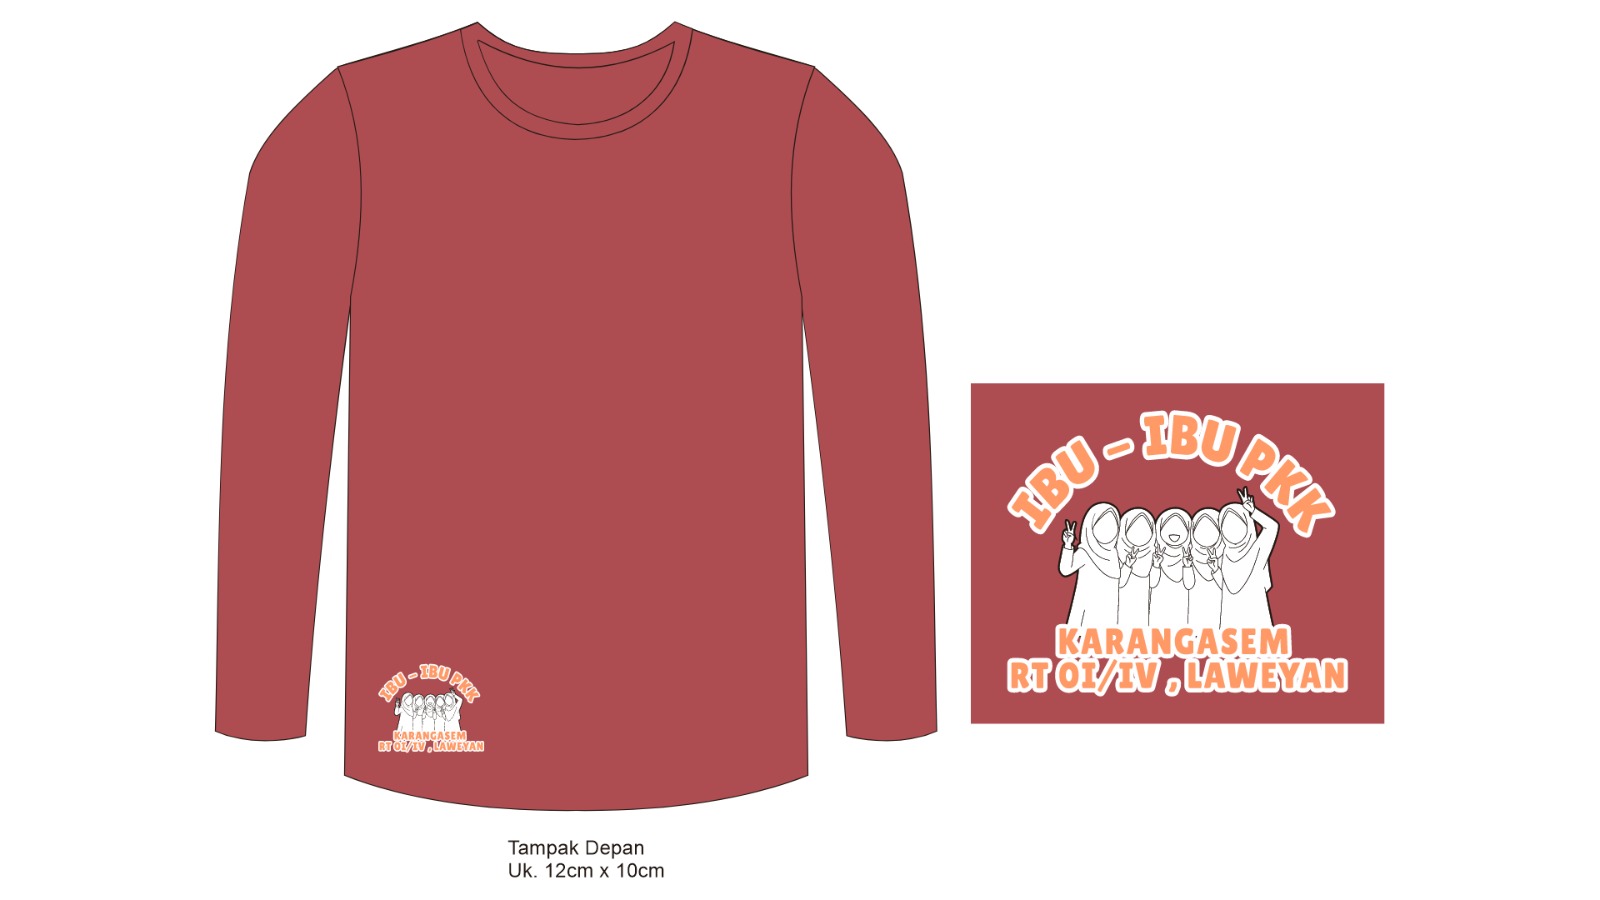 IBU - IBU PKK
KARANGASEM
RT OI/IV , LAWEYAN
IBU - IBU PKK
KARANGASEM
RT OI/IV , LAWEYAN
Tampak Depan
Uk. 12cm x 10cm